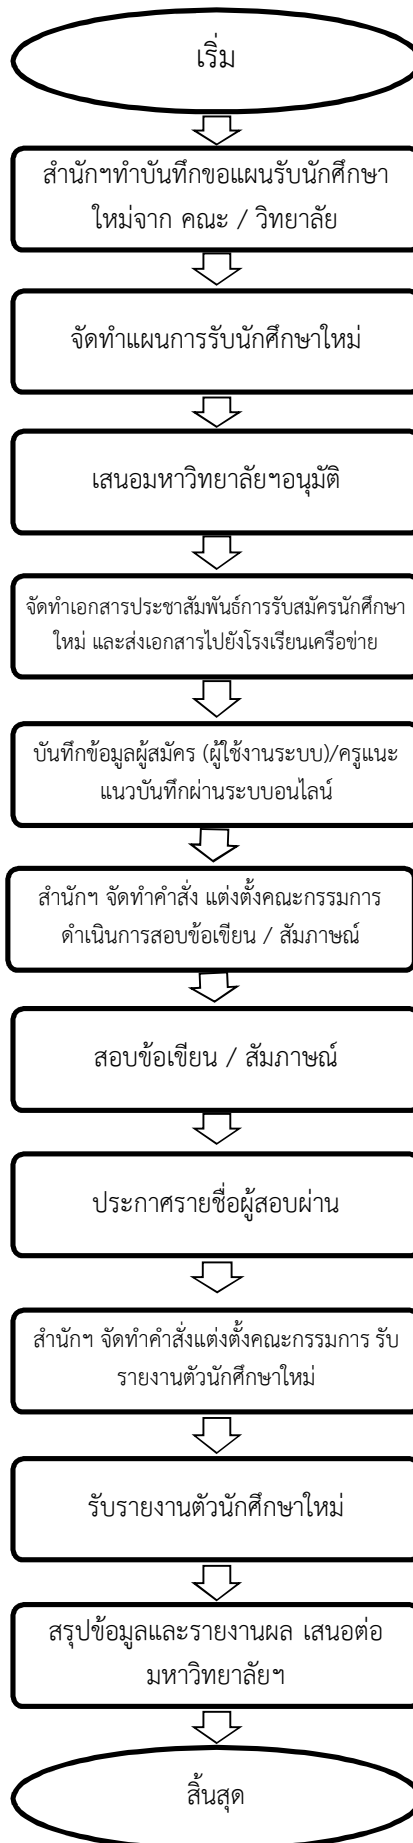 เริ่ม
สำนักฯทำบันทึกขอแผนรับนักศึกษา
ใหม่จาก คณะ / วิทยาลัย
จัดทำแผนการรับนักศึกษาใหม่
เสนอมหาวิทยาลัยฯอนุมัติ
จัดทำเอกสารประชาสัมพันธ์การรับสมัครนักศึกษา
ใหม่ และส่งเอกสารไปยังโรงเรียนเครือข่าย
บันทึกข้อมูลผู้สมัคร (ผู้ใช้งานระบบ)/ครูแนะ
แนวบันทึกผ่านระบบอนไลน์
สำนักฯ จัดทำคำสั่ง แต่งตั้งคณะกรรมการ
ดำเนินการสอบข้อเขียน / สัมภาษณ์
สอบข้อเขียน / สัมภาษณ์
ประกาศรายชื่อผู้สอบผ่าน
สำนักฯ จัดทำคำสั่งแต่งตั้งคณะกรรมการ รับ
รายงานตัวนักศึกษาใหม่
รับรายงานตัวนักศึกษาใหม่
สรุปข้อมูลและรายงานผล เสนอต่อ
มหาวิทยาลัยฯ
สิ้นสุด